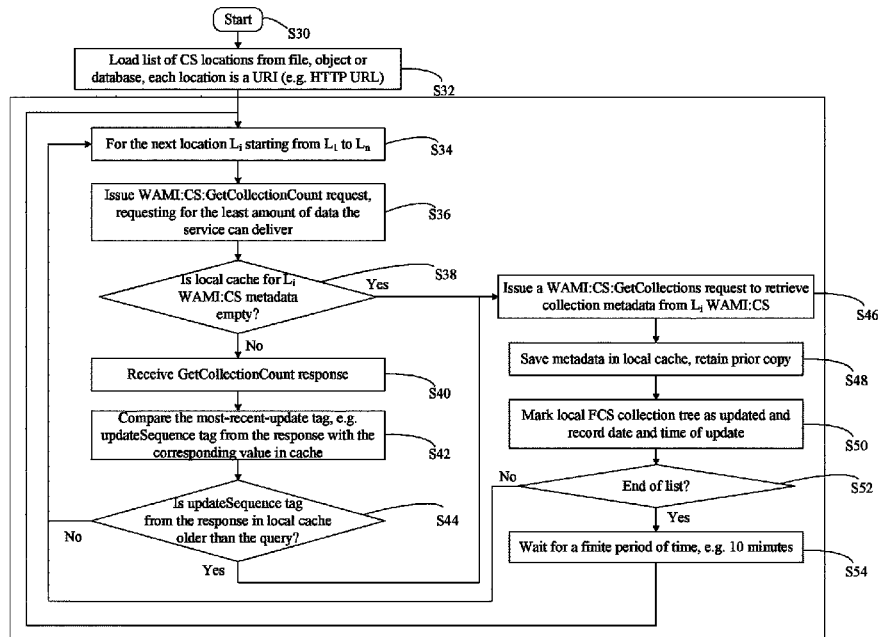 Start
S30
Load list of CS locations from file, object or
database, each location is a URI (e.g. HTTP URL)
S32
For the next location Li starting from L1 to Ln
S34
Issue WAMI:CS:GetCollectionCount request,
requesting for the least amount of data the
service can deliver
S36
Is local cache for Li
WAMI:CS metadata
empty?
S38
Yes
No
Receive GetCollectionCount response
S40
Compare the most-recent-update tag, e.g.
updateSequence tag from the response with the
corresponding value in cache
S42
Is updateSequence tag
from the response in local cache
older than the query?
S44
No
Yes
Issue a WAMI:CS:GetCollections request to retrieve
collection metadata from Li WAMI:CS
S46
Save metadata in local cache, retain prior copy
S48
Mark local FCS collection tree as updated and
record date and time of update
S50
No
End of list?
S52
Yes
Wait for a finite period of time, e.g. 10 minutes
S54